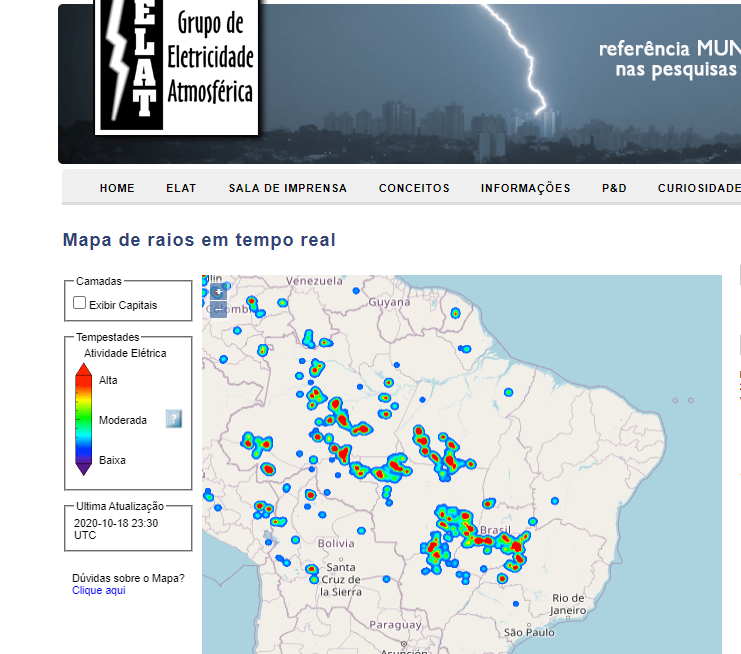 ELAT
Grupo de
Eletricidade
Atmosférica
referência MUN
nas pesquisas
HOME
ELAT
SALA DE IMPRENSA
CONCEITOS
INFORMAÇÕES
P&D
CURIOSIDADE
Mapa de raios em tempo real
Camadas
Exibir Capitais
Tempestades
Atividade Elétrica
Alta
Moderada
?
Baixa
Ultima Atualização
2020-10-18 23:30
UTC
Dúvidas sobre o Mapa?
Clique aqui
Venezuela
Guyana
Brasil
Bolivia
Santa
Cruz de
la Sierra
Rio de
Janeiro
São Paulo
Paraguay